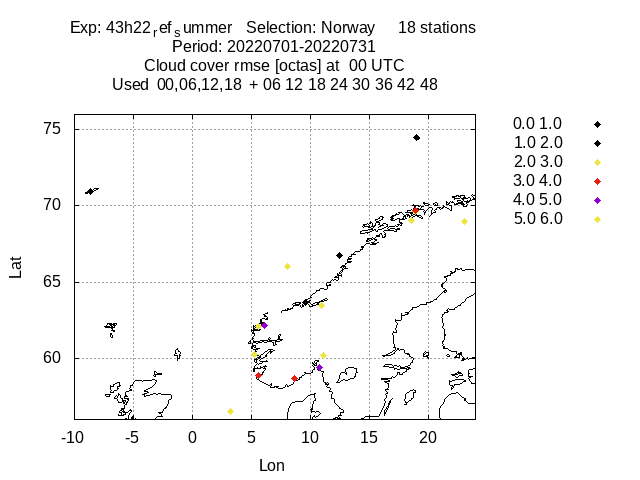 Exp: 43h22refsummer Selection: Norway 18 stations
Period: 20220701-20220731
Cloud cover rmse [octas] at 00 UTC
Used 00,06,12,18 + 06 12 18 24 30 36 42 48
0.0 1.0
1.0 2.0
2.0 3.0
3.0 4.0
4.0 5.0
5.0 6.0
75
70
65
60
Lat
-10 -5 0 5 10 15 20
Lon